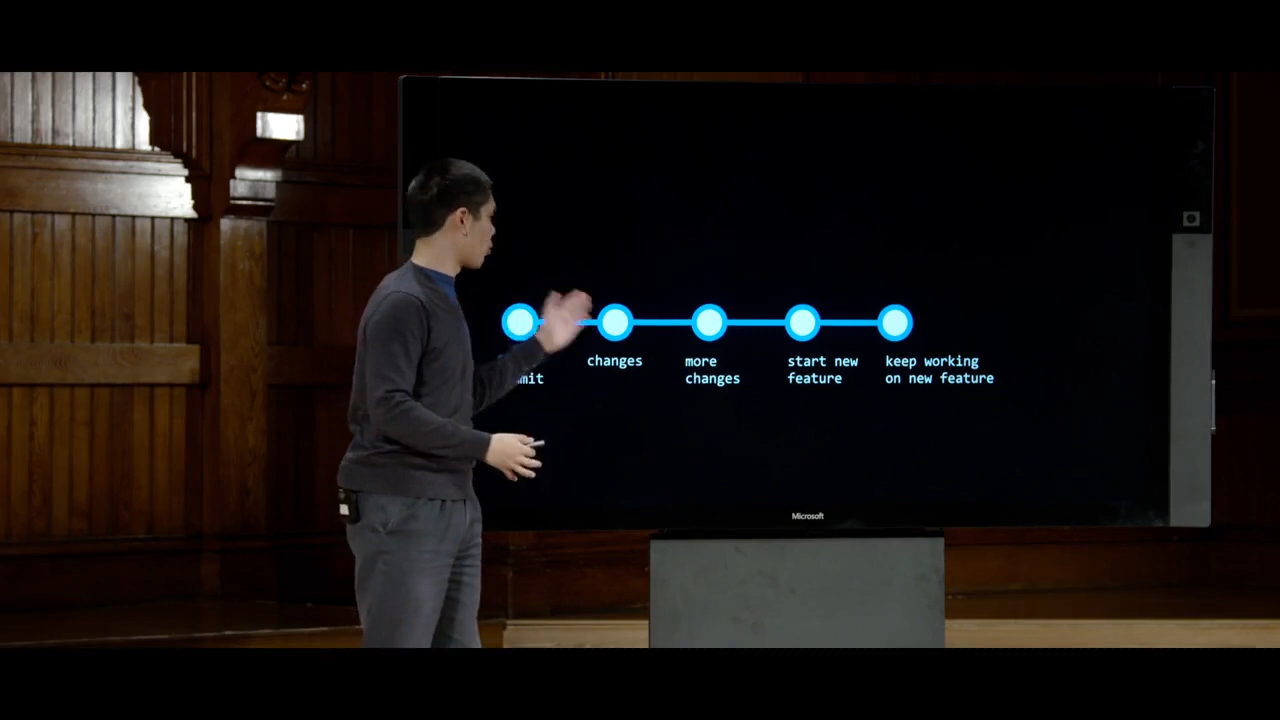 changes
more
changes
start new
feature
keep working
on new feature
Microsoft